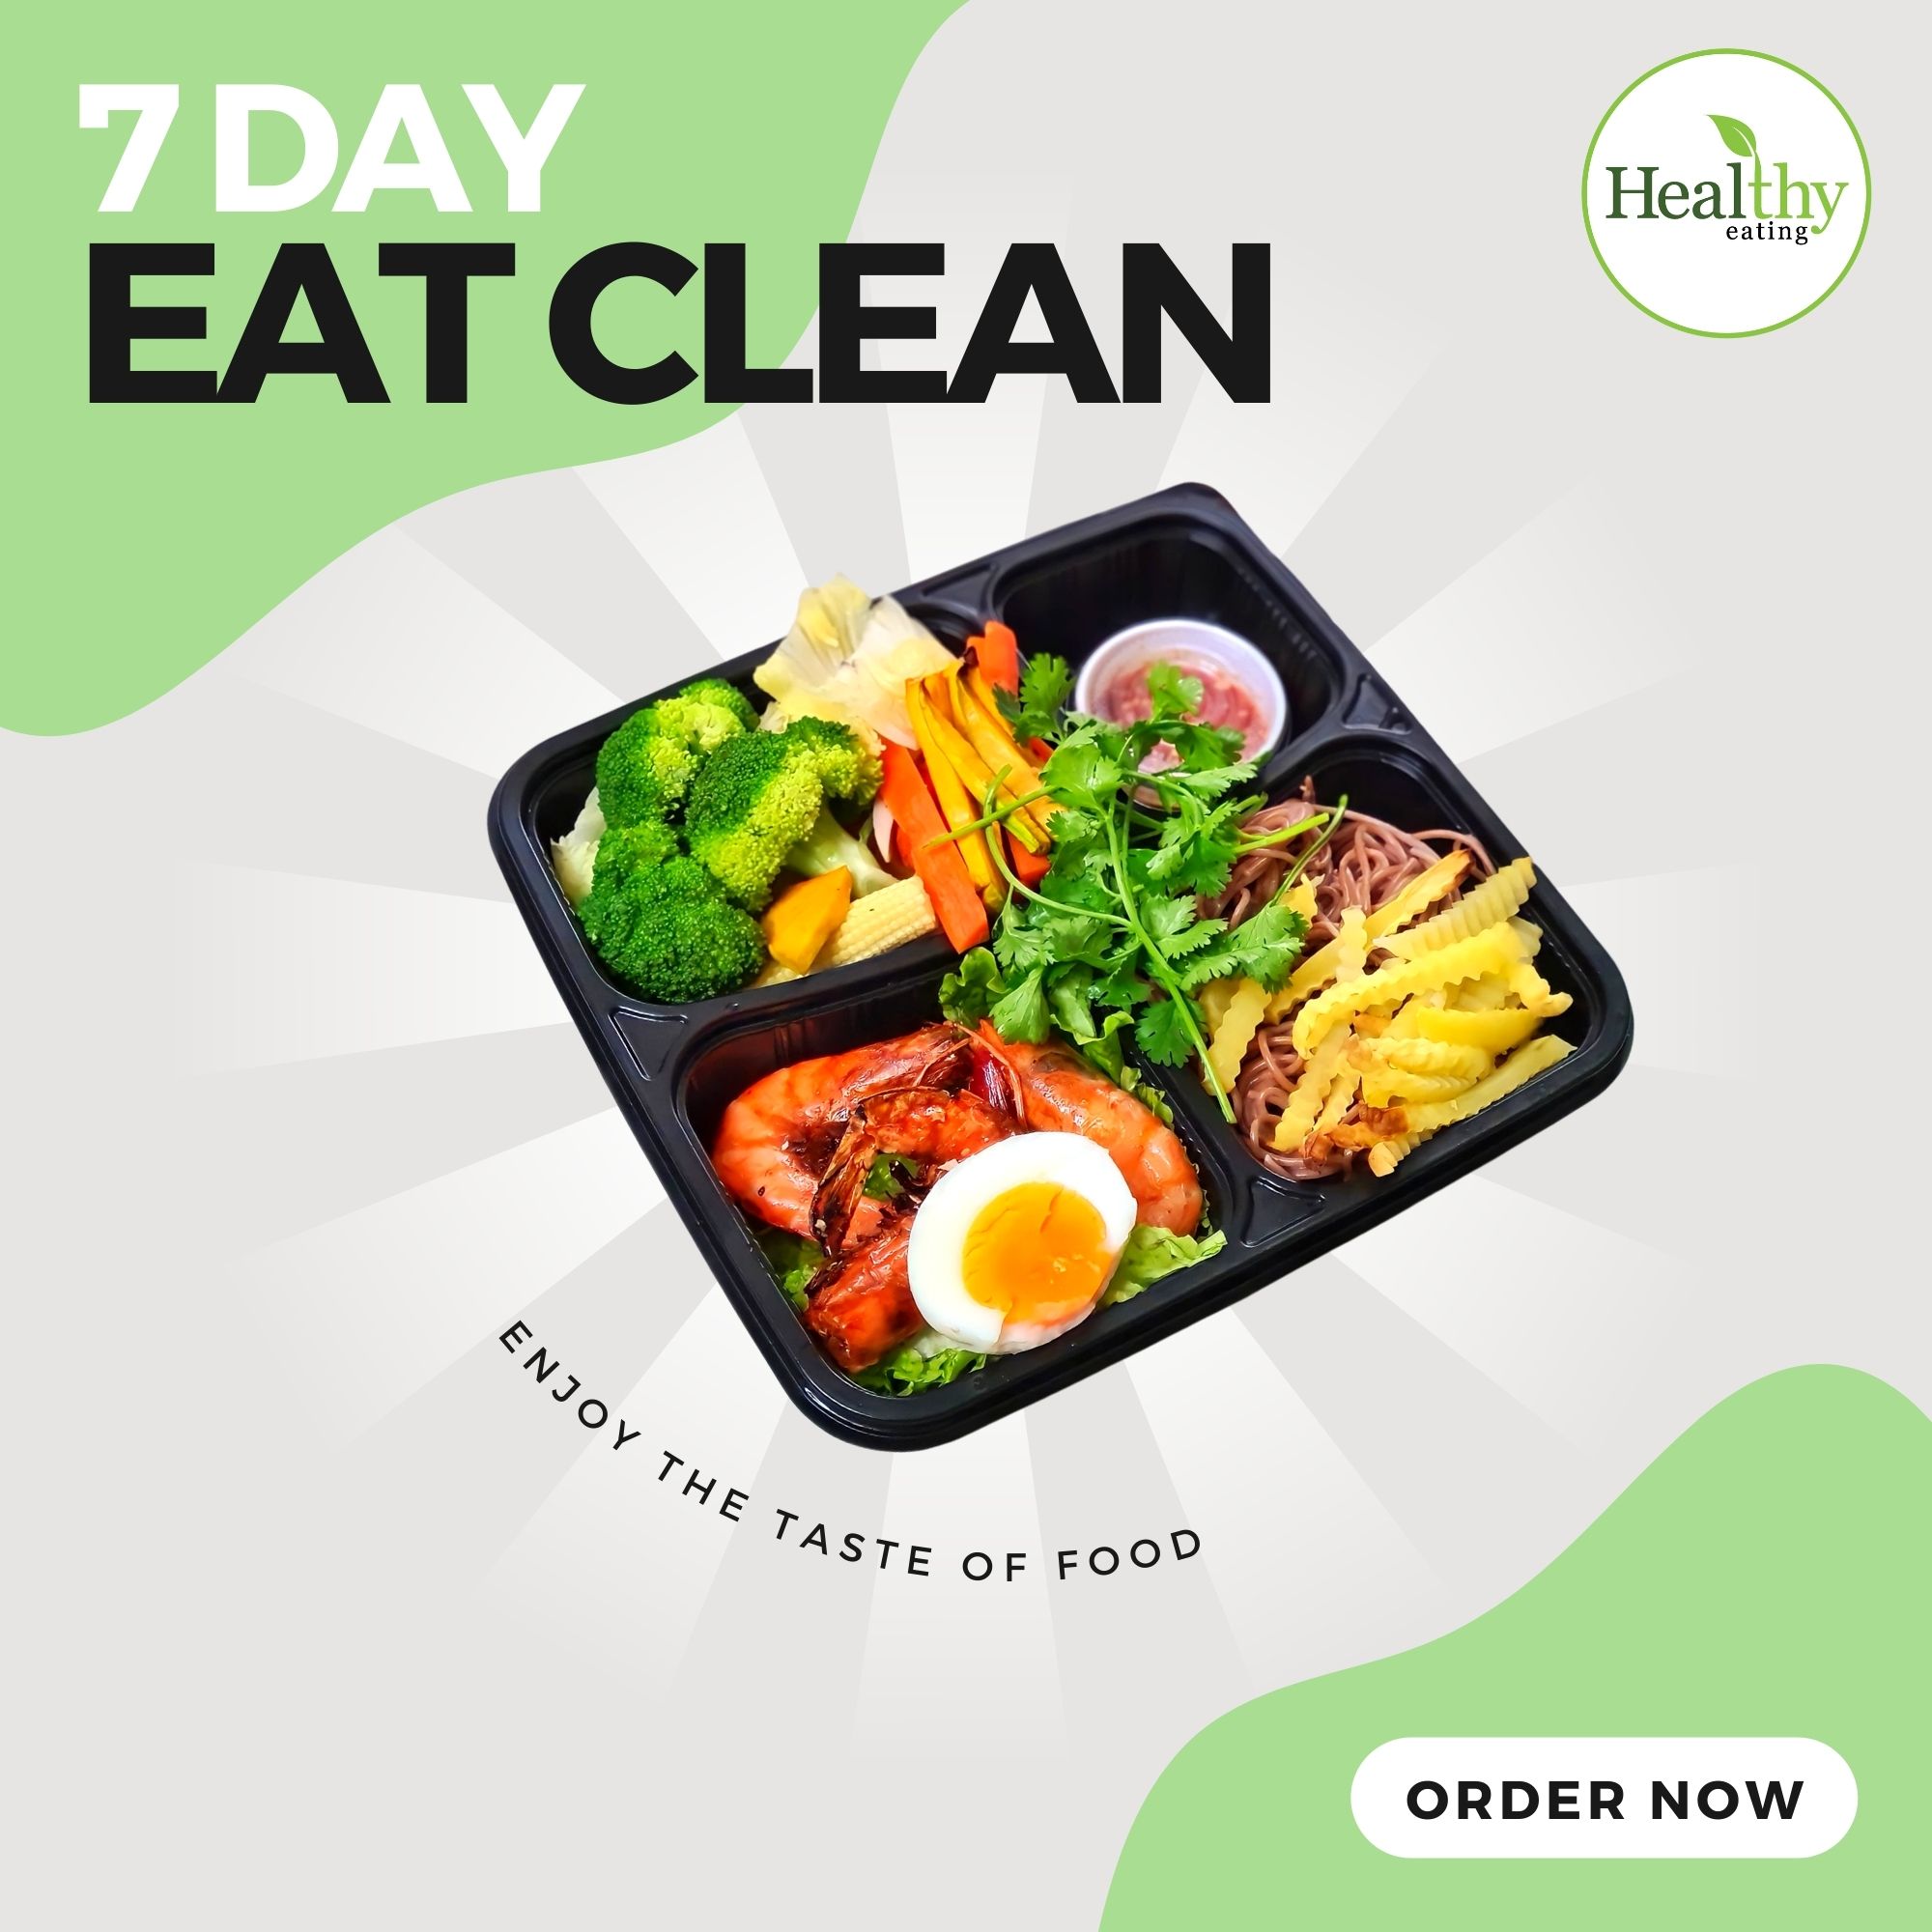 7 DAY
EAT CLEAN
Healthy
eating
ENJOY THE TASTE OF FOOD
ORDER NOW